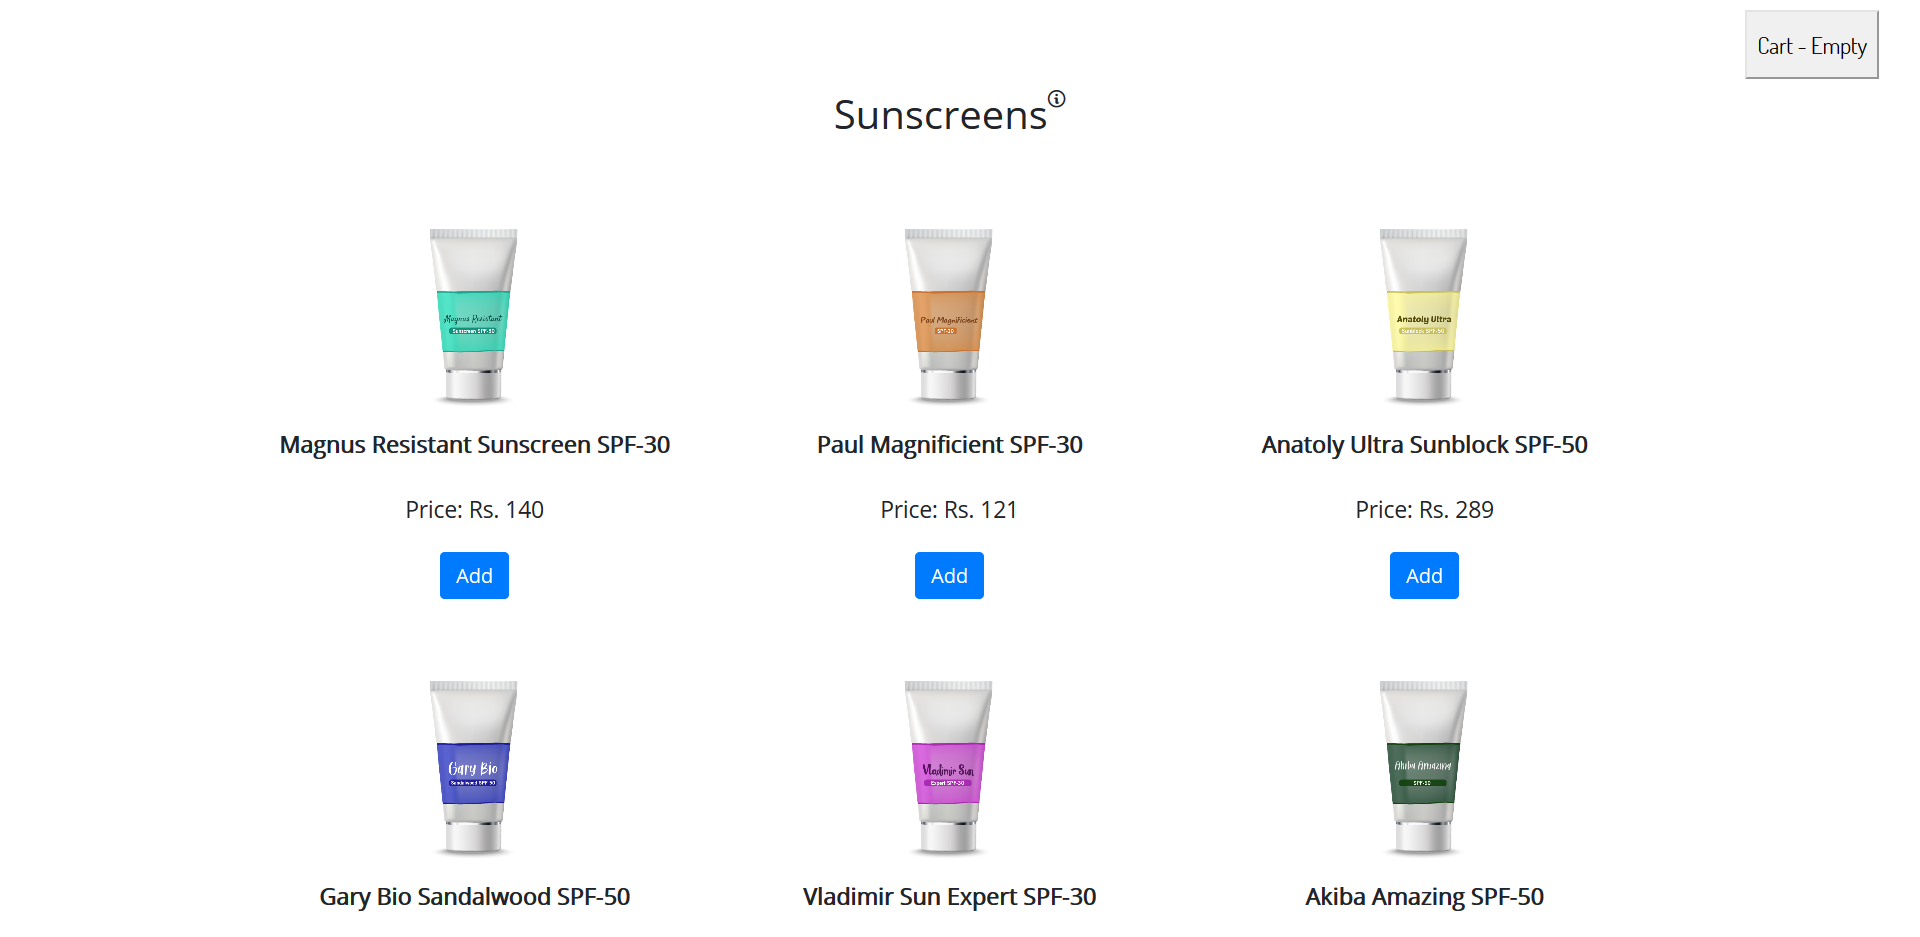 Cart - Empty
Sunscreens
Magnus Resistant
Sunscreen SPF-30
Paul Magnificient
SPF-30
Anatoly Ultra
Sunblock SPF-50
Magnus Resistant Sunscreen SPF-30
Paul Magnificient SPF-30
Anatoly Ultra Sunblock SPF-50
Price: Rs. 140
Price: Rs. 121
Price: Rs. 289
Add
Add
Add
Gary Bio
Sandalwood SPF-50
Vladimir Sun
Expert SPF-30
Akiba Amazing
SPF-50
Gary Bio Sandalwood SPF-50
Vladimir Sun Expert SPF-30
Akiba Amazing SPF-50